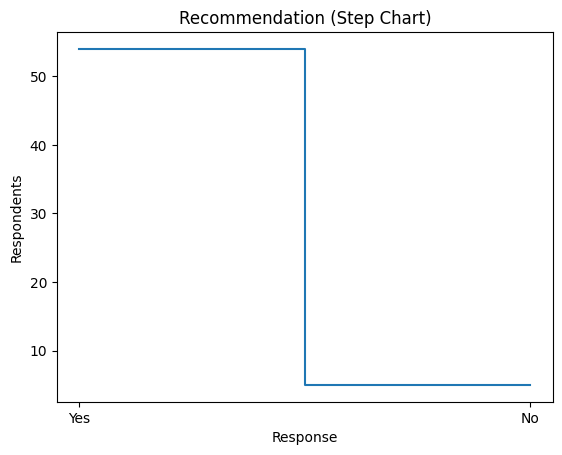 Recommendation (Step Chart)
50
40
30
20
10
Respondents
Yes
No
Response